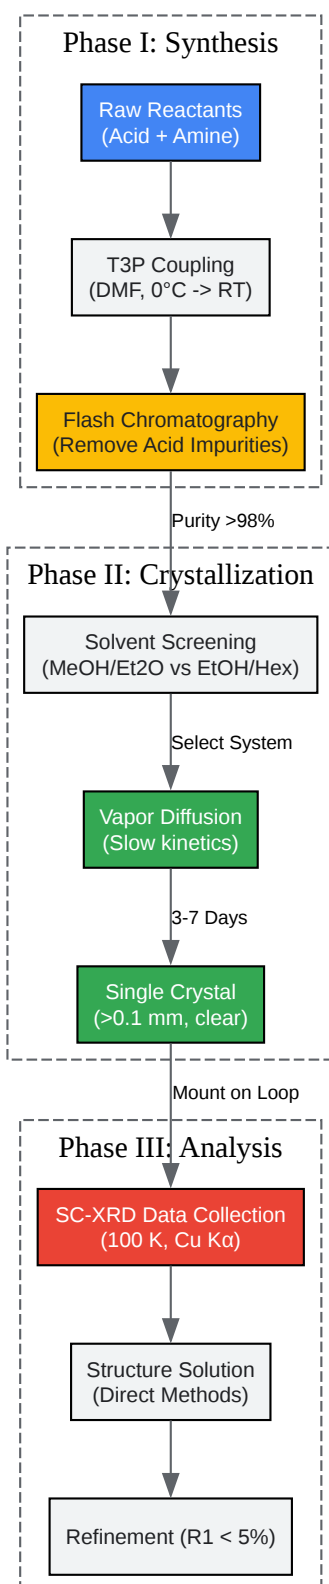 Phase I: Synthesis
Raw Reactants
(Acid + Amine)
T3P Coupling
(DMF, 0°C -> RT)
Flash Chromatography
(Remove Acid Impurities)
Purity >98%
Phase II: Crystallization
Solvent Screening
(MeOH/Et2O vs EtOH/Hex)
Select System
Vapor Diffusion
(Slow kinetics)
3-7 Days
Single Crystal
(>0.1 mm, clear)
Mount on Loop
Phase III: Analysis
SC-XRD Data Collection
(100 K, Cu Kα)
Structure Solution
(Direct Methods)
Refinement (R1 < 5%)